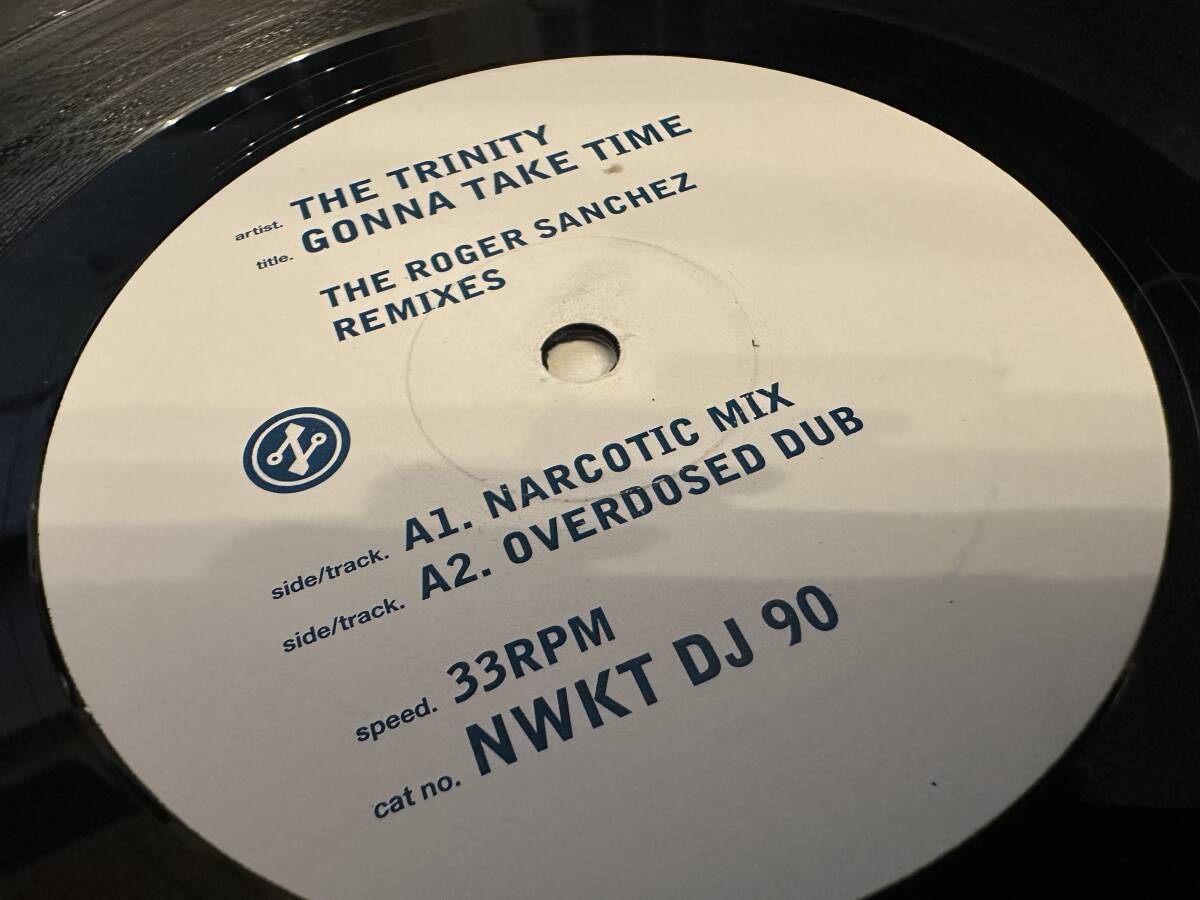 artist. THE TRINITY
title. GONNA TAKE TIME
THE ROGER SANCHEZ
REMIXES
side/track. A1. NARCOTIC MIX
side/track. A2. OVERDOSED DUB
speed. 33RPM
cat no. NWKT DJ 90